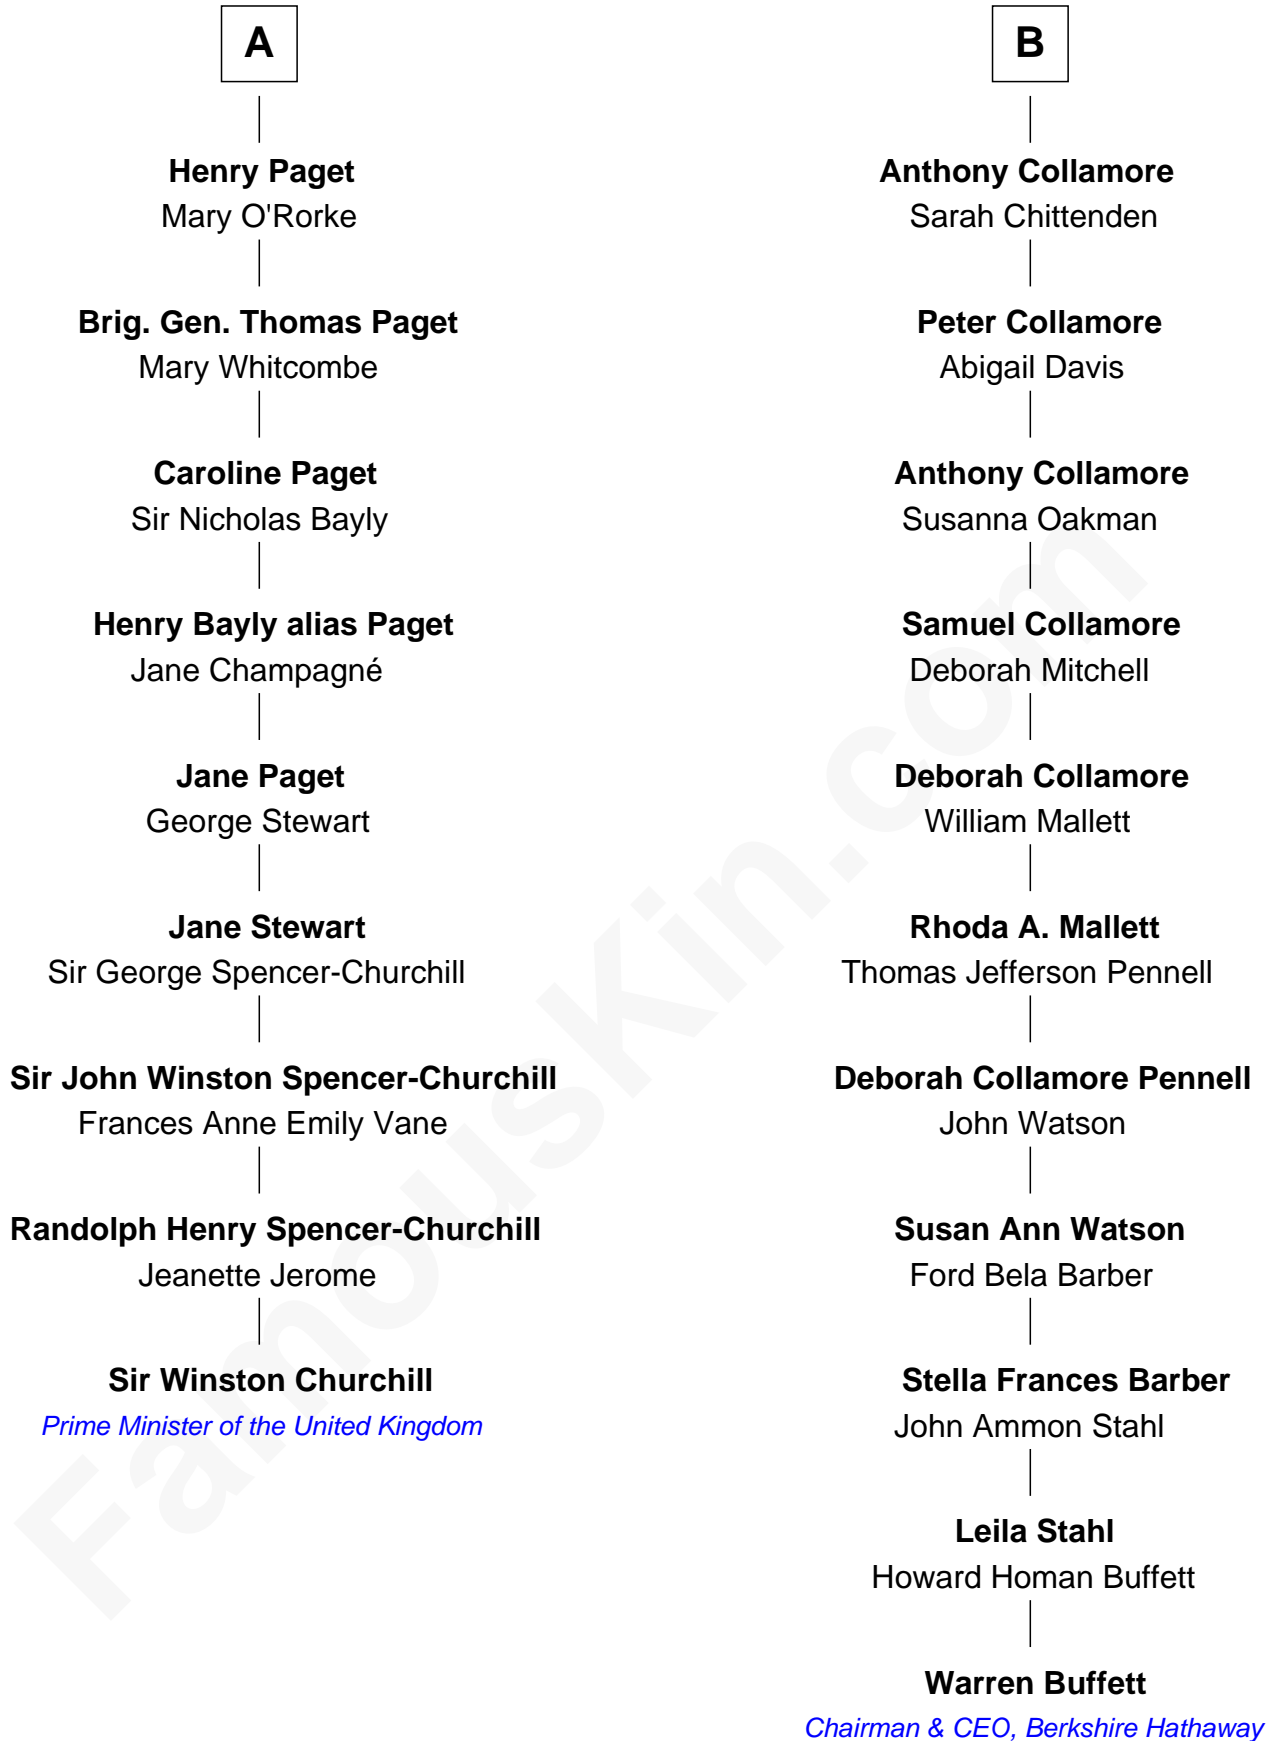 A
Henry Paget
Mary O'Rorke
Brig. Gen. Thomas Paget
Mary Whitcombe
Caroline Paget
Sir Nicholas Bayly
Henry Bayly alias Paget
Jane Champagné
Jane Paget
George Stewart
Jane Stewart
Sir George Spencer-Churchill
Sir John Winston Spencer-Churchill
Frances Anne Emily Vane
Randolph Henry Spencer-Churchill
Jeanette Jerome
Sir Winston Churchill
Prime Minister of the United Kingdom
B
Anthony Collamore
Sarah Chittenden
Peter Collamore
Abigail Davis
Anthony Collamore
Susanna Oakman
Samuel Collamore
Deborah Mitchell
Deborah Collamore
William Mallett
Rhoda A. Mallett
Thomas Jefferson Pennell
Deborah Collamore Pennell
John Watson
Susan Ann Watson
Ford Bela Barber
Stella Frances Barber
John Ammon Stahl
Leila Stahl
Howard Homan Buffett
Warren Buffett
Chairman & CEO, Berkshire Hathaway
FamousKin.com